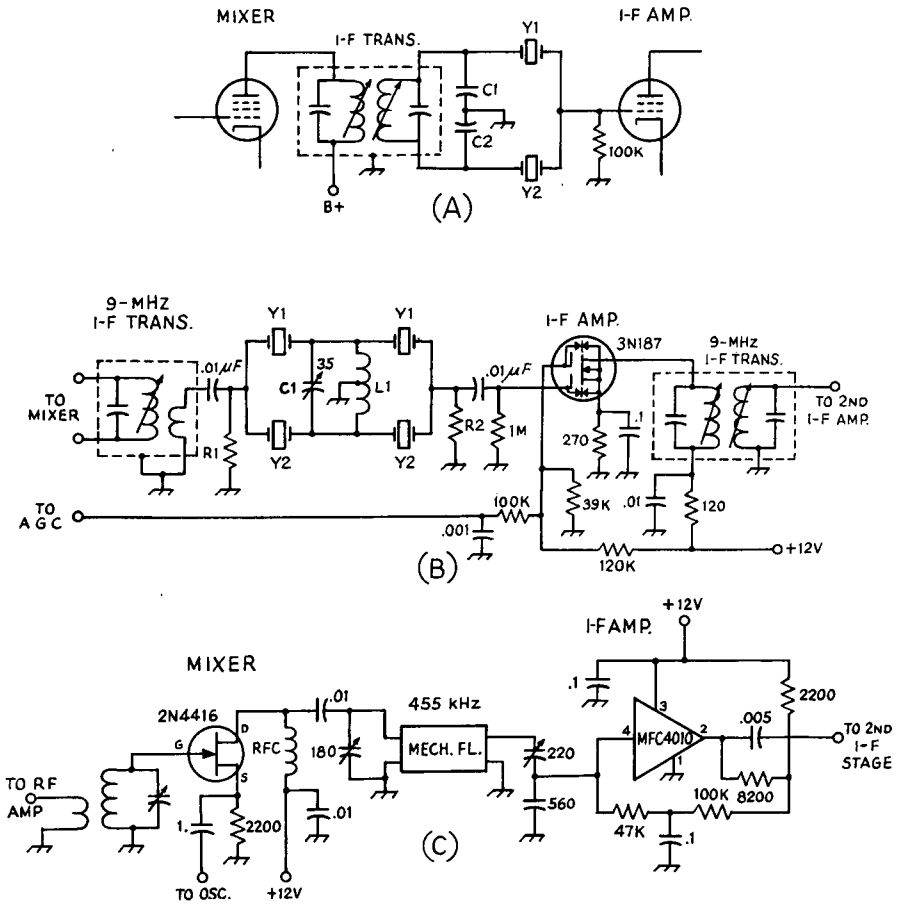 MIXER
I-F TRANS.
Y1
I-F AMP.
C1
C2
100K
Y2
B+
(A)
9-MHz
I-F TRANS.
Y1
Y1
I-F AMP.
3N187
9-MHz
I-F TRANS.
.01µF
35
C1
L1
.01µF
TO
MIXER
TO 2ND
I-F AMP.
R1
R2
1M
270
.1
Y2
Y2
TO
AGC
100K
39K
.01
120
.001
120K
+12V
(B)
I-F AMP.
+12V
MIXER
.1
2200
2N4416
.01
455 kHz
3
D
G
RFC
180
MECH. FL.
220
4
MFC4010
2
.005
TO 2ND
I-F
STAGE
S
1
TO RF
AMP
560
100K
8200
1.
2200
.01
47K
.1
(C)
TO OSC.
+12V